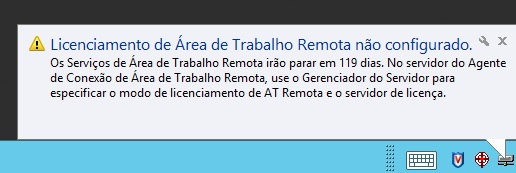 Licenciamento de Área de Trabalho Remota não configurado.
Os Serviços de Área de Trabalho Remota irão parar em 119 dias. No servidor do Agente
de Conexão de Área de Trabalho Remota, use o Gerenciador do Servidor para
especificar o modo de licenciamento de AT Remota e o servidor de licença.